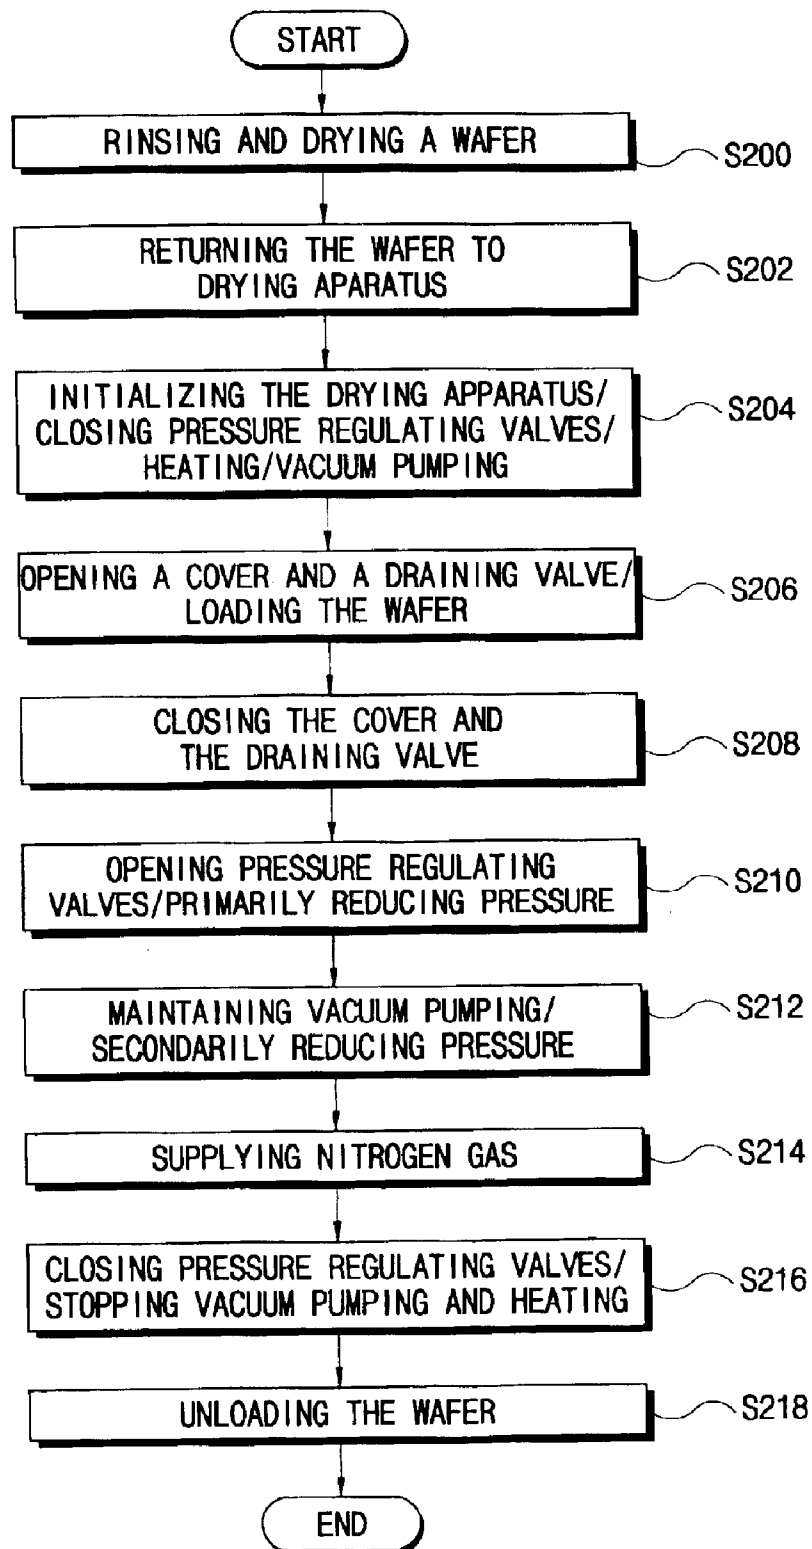 START
RINSING AND DRYING A WAFER
S200
RETURNING THE WAFER TO
DRYING APARATUS
S202
INITIALIZING THE DRYING APPARATUS/
CLOSING PRESSURE REGULATING VALVES/
HEATING/VACUUM PUMPING
S204
OPENING A COVER AND A DRAINING VALVE/
LOADING THE WAFER
S206
CLOSING THE COVER AND
THE DRAINING VALVE
S208
OPENING PRESSURE REGULATING
VALVES/PRIMARILY REDUCING PRESSURE
S210
MAINTAINING VACUUM PUMPING/
SECONDARILY REDUCING PRESSURE
S212
SUPPLYING NITROGEN GAS
S214
CLOSING PRESSURE REGULATING VALVES/
STOPPING VACUUM PUMPING AND HEATING
S216
UNLOADING THE WAFER
S218
END